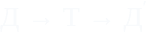 Д → Т → Д